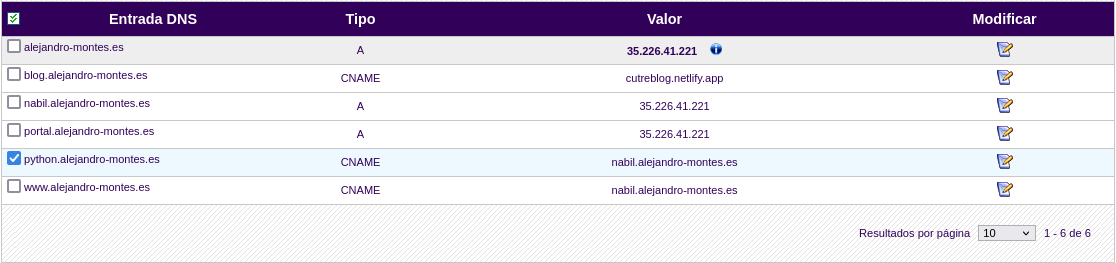 Entrada DNS Tipo Valor Modificar
alejandro-montes.es A 35.226.41.221
blog.alejandro-montes.es CNAME cutreblog.netlify.app
nabil.alejandro-montes.es A 35.226.41.221
portal.alejandro-montes.es A 35.226.41.221
python.alejandro-montes.es CNAME nabil.alejandro-montes.es
www.alejandro-montes.es CNAME nabil.alejandro-montes.es
Resultados por página 10 1 - 6 de 6